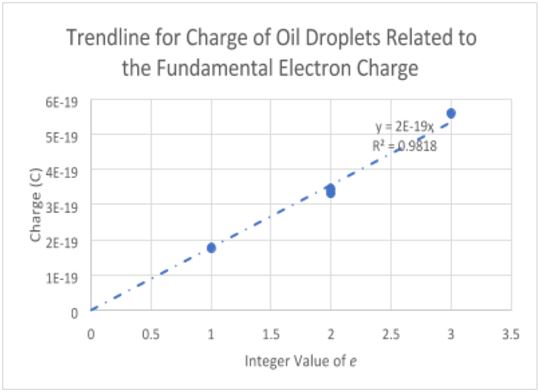 Trendline for Charge of Oil Droplets Related to
the Fundamental Electron Charge
6E-19
5E-19
4E-19
3E-19
2E-19
1E-19
0
Charge (C)
y = 2E-19x
R² = 0.9818
0 0.5 1 1.5 2 2.5 3 3.5
Integer Value of e